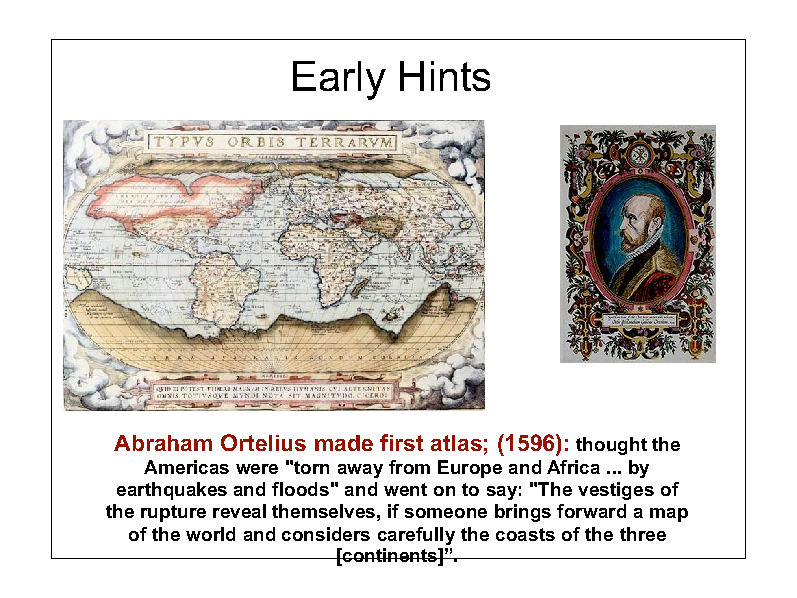 Early Hints
TYPVS ORBIS TERRARVM
QVID EI POTEST VIDERI MAGNVM IN REBVS HVMANIS, CVI AETERNITAS
OMNIS, TOTIVSQVE MVNDI NOTA SIT MAGNITVDO. CICERO:
Abraham Ortelius made first atlas; (1596): thought the
Americas were "torn away from Europe and Africa ... by
earthquakes and floods" and went on to say: "The vestiges of
the rupture reveal themselves, if someone brings forward a map
of the world and considers carefully the coasts of the three
[continents]”.